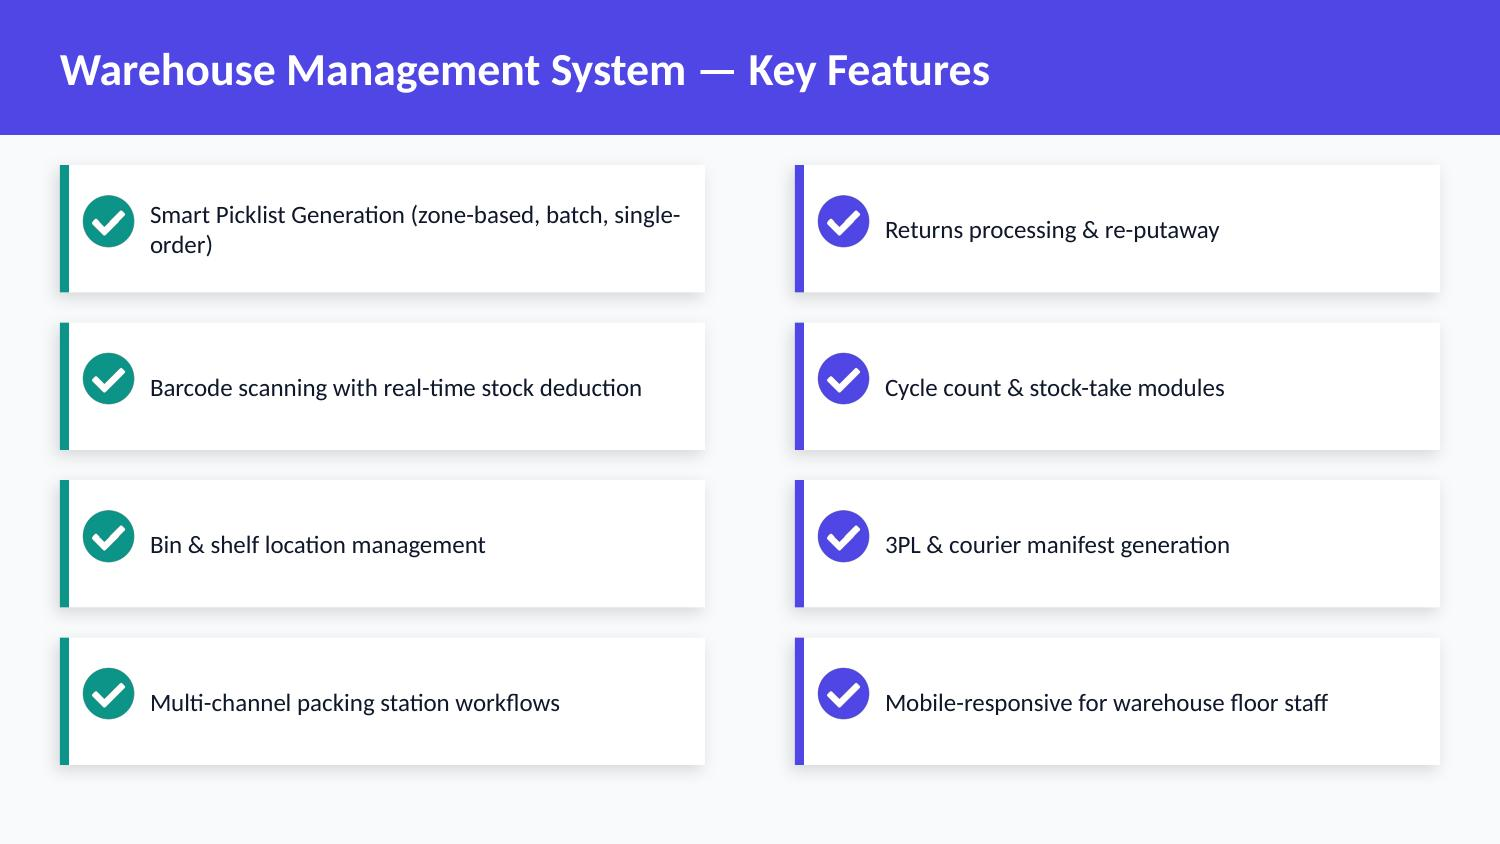 Warehouse Management System — Key Features
Smart Picklist Generation (zone-based, batch, single-
order)
Barcode scanning with real-time stock deduction
Bin & shelf location management
Multi-channel packing station workflows
Returns processing & re-putaway
Cycle count & stock-take modules
3PL & courier manifest generation
Mobile-responsive for warehouse floor staff